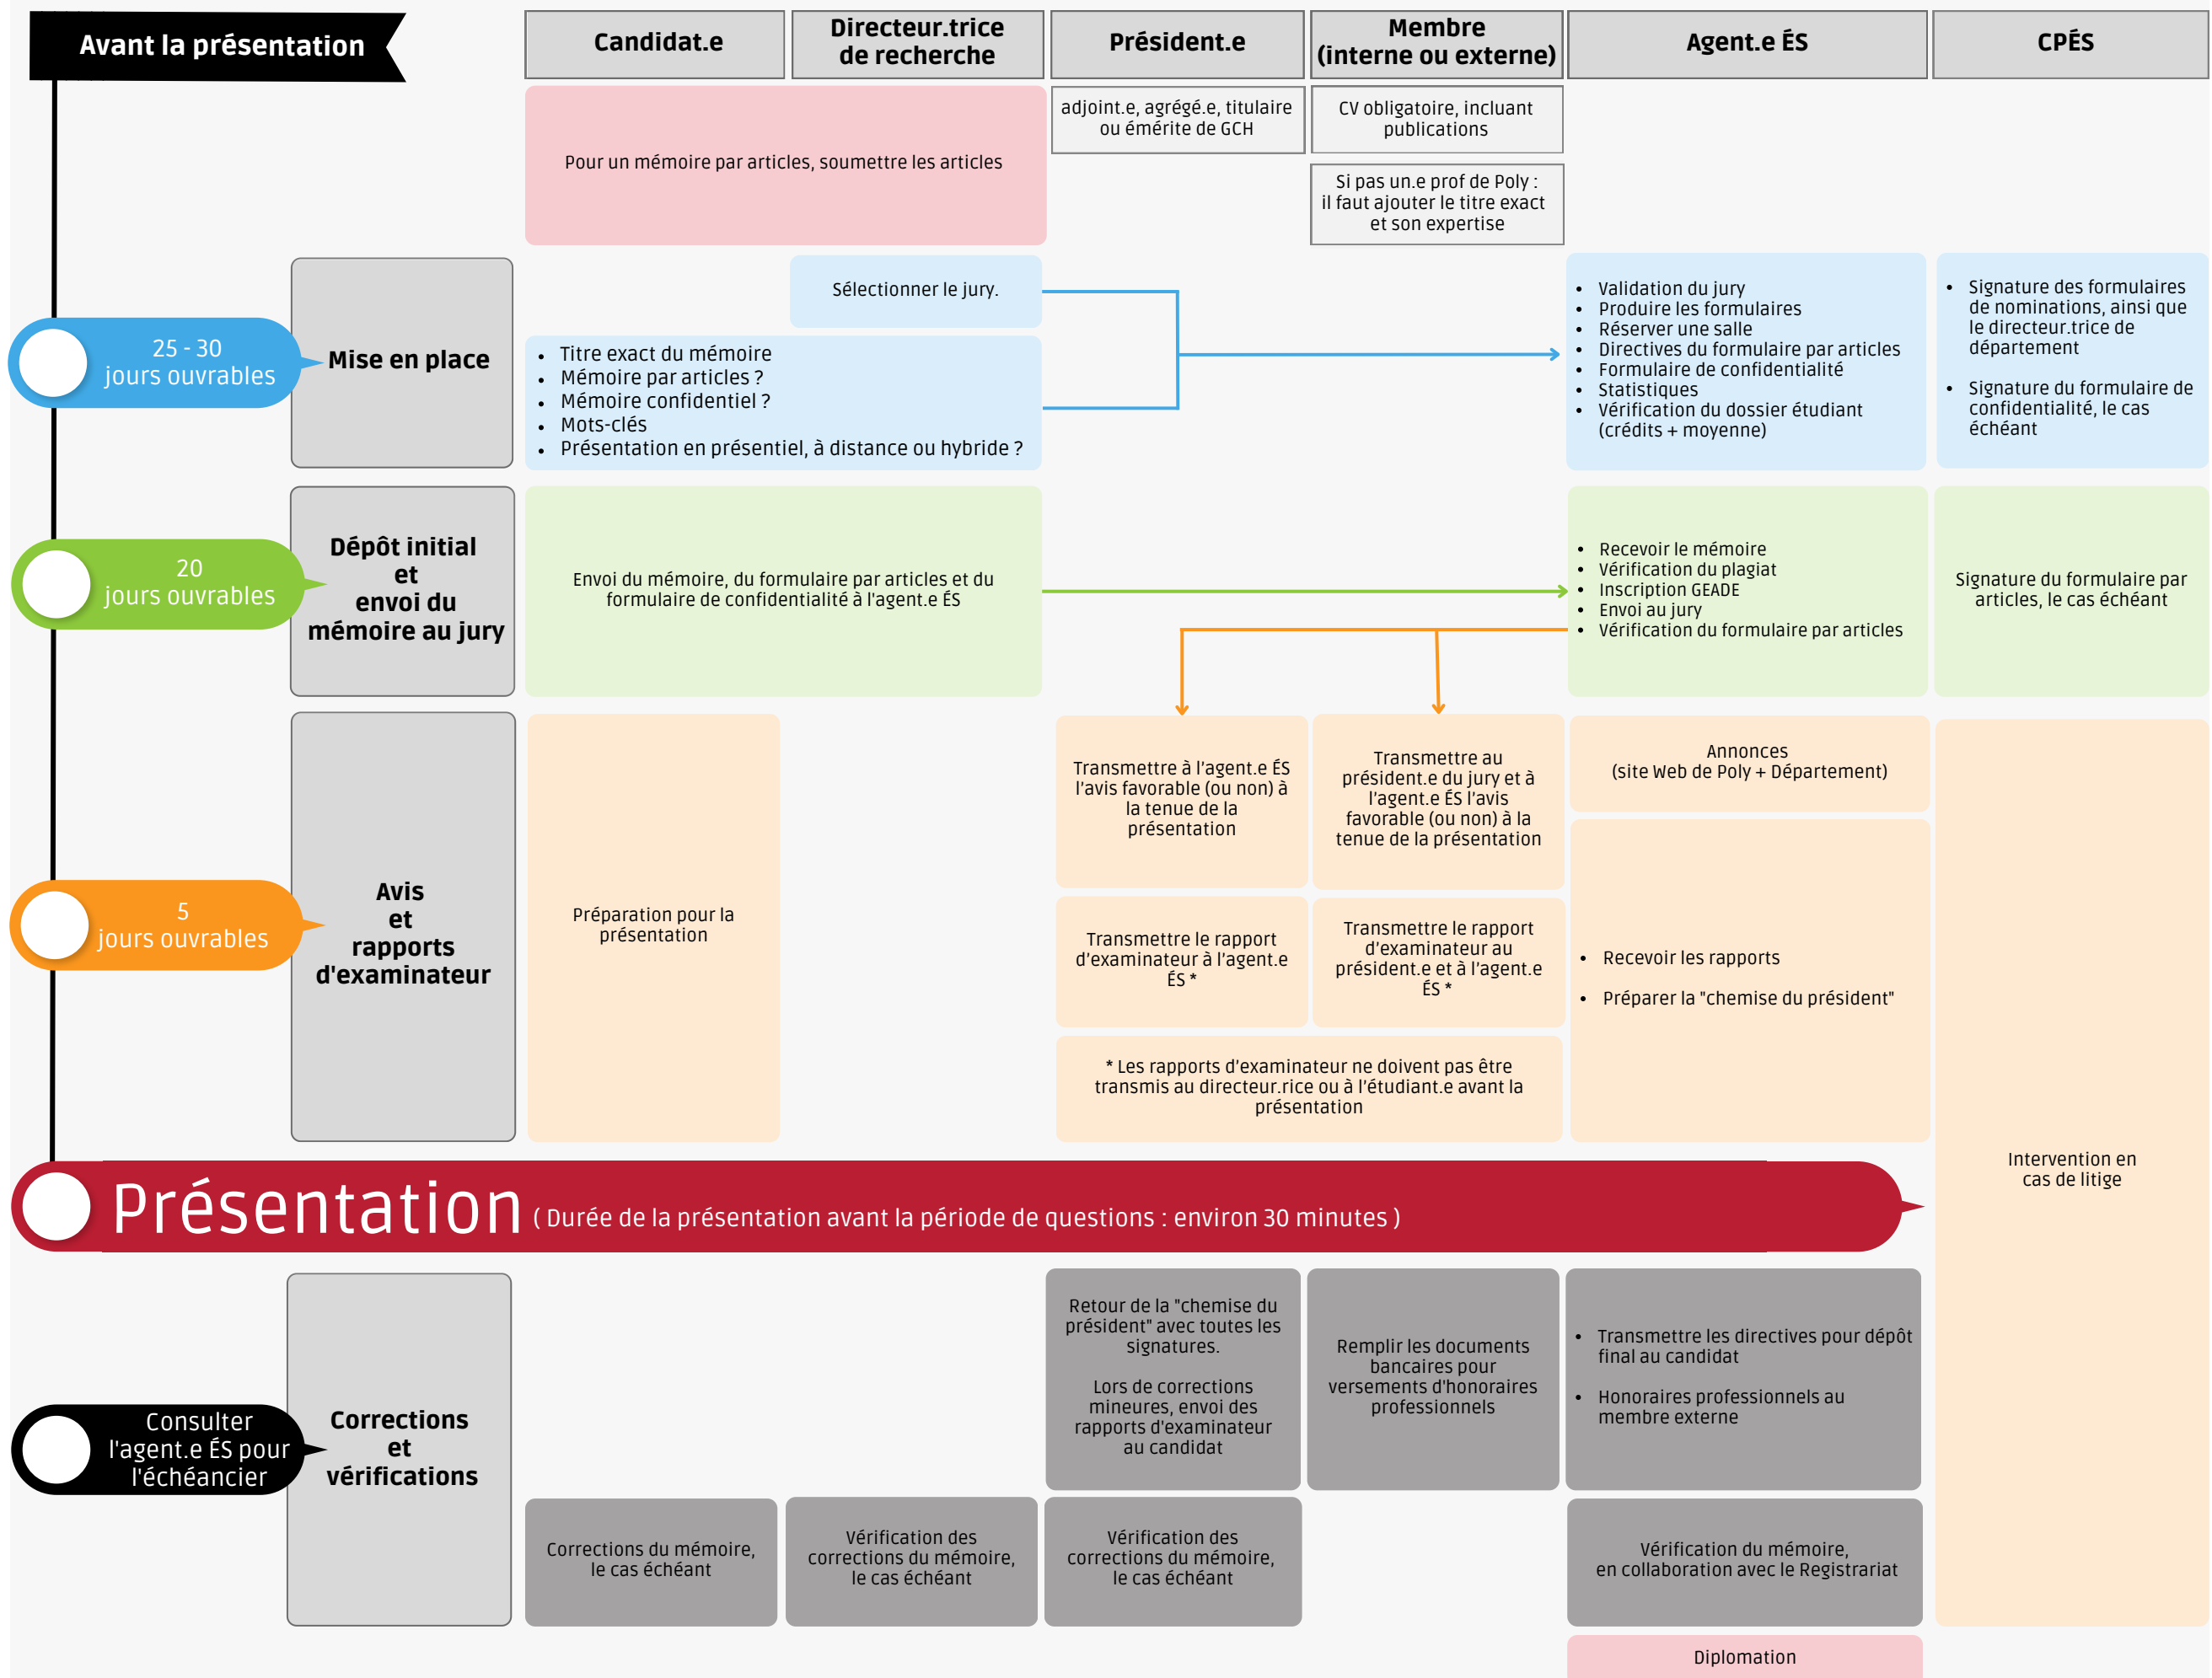 Avant la présentation
Candidat.e
Directeur.trice
de recherche
Président.e
Membre
(interne ou externe)
Agent.e ÉS
CPÉS
Pour un mémoire par articles, soumettre les articles
adjoint.e, agrégé.e, titulaire
ou émérite de GCH
CV obligatoire, incluant
publications
Si pas un.e prof de Poly :
il faut ajouter le titre exact
et son expertise
25 - 30
jours ouvrables
Mise en place
Sélectionner le jury.
• Titre exact du mémoire
• Mémoire par articles ?
• Mémoire confidentiel ?
• Mots-clés
• Présentation en présentiel, à distance ou hybride ?
• Validation du jury
• Produire les formulaires
• Réserver une salle
• Directives du formulaire par articles
• Formulaire de confidentialité
• Statistiques
• Vérification du dossier étudiant
(crédits + moyenne)
• Signature des formulaires
de nominations, ainsi que
le directeur.trice de
département
• Signature du formulaire de
confidentialité, le cas
échéant
20
jours ouvrables
Dépôt initial
et
envoi du
mémoire au jury
Envoi du mémoire, du formulaire par articles et du
formulaire de confidentialité à l'agent.e ÉS
• Recevoir le mémoire
• Vérification du plagiat
• Inscription GEADE
• Envoi au jury
• Vérification du formulaire par articles
Signature du formulaire par
articles, le cas échéant
5
jours ouvrables
Avis
et
rapports
d'examinateur
Préparation pour la
présentation
Transmettre à l'agent.e ÉS
l'avis favorable (ou non) à
la tenue de la
présentation
Transmettre au
président.e du jury et à
l'agent.e ÉS l'avis
favorable (ou non) à la
tenue de la présentation
Annonces
(site Web de Poly + Département)
Transmettre le rapport
d'examinateur à l'agent.e
ÉS *
Transmettre le rapport
d'examinateur au
président.e et à l'agent.e
ÉS *
• Recevoir les rapports
• Préparer la "chemise du président"
* Les rapports d'examinateur ne doivent pas être
transmis au directeur.rice ou à l'étudiant.e avant la
présentation
Intervention en
cas de litige
Présentation ( Durée de la présentation avant la période de questions : environ 30 minutes )
Consulter
l'agent.e ÉS pour
l'échéancier
Corrections
et
vérifications
Retour de la "chemise du
président" avec toutes les
signatures.
Lors de corrections
mineures, envoi des
rapports d'examinateur
au candidat
Remplir les documents
bancaires pour
versements d'honoraires
professionnels
• Transmettre les directives pour dépôt
final au candidat
• Honoraires professionnels au
membre externe
Corrections du mémoire,
le cas échéant
Vérification des
corrections du mémoire,
le cas échéant
Vérification des
corrections du mémoire,
le cas échéant
Vérification du mémoire,
en collaboration avec le Registrariat
Diplomation